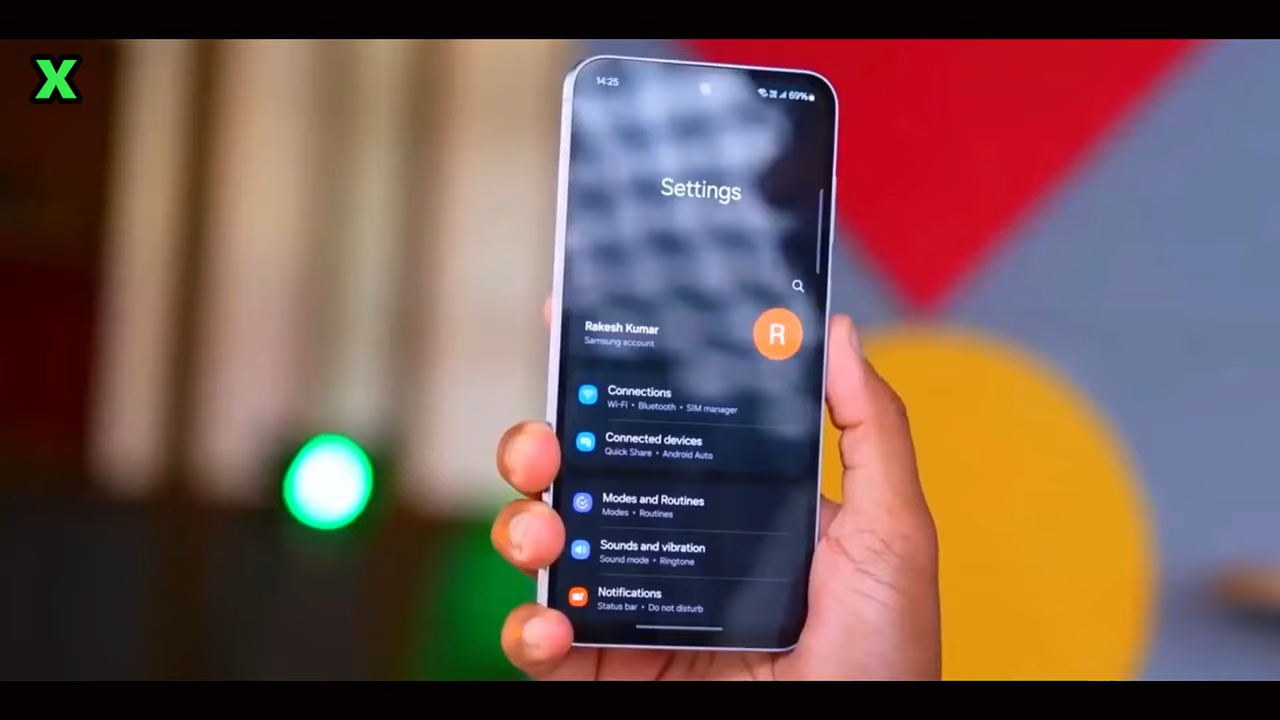 X
14:25
69%
Settings
Rakesh Kumar
R
Samsung account
Connections
Wi-Fi • Bluetooth • SIM manager
Connected devices
Quick Share • Android Auto
Modes and Routines
Modes • Routines
Sounds and vibration
Sound mode • Ringtone
Notifications
Status bar • Do not disturb